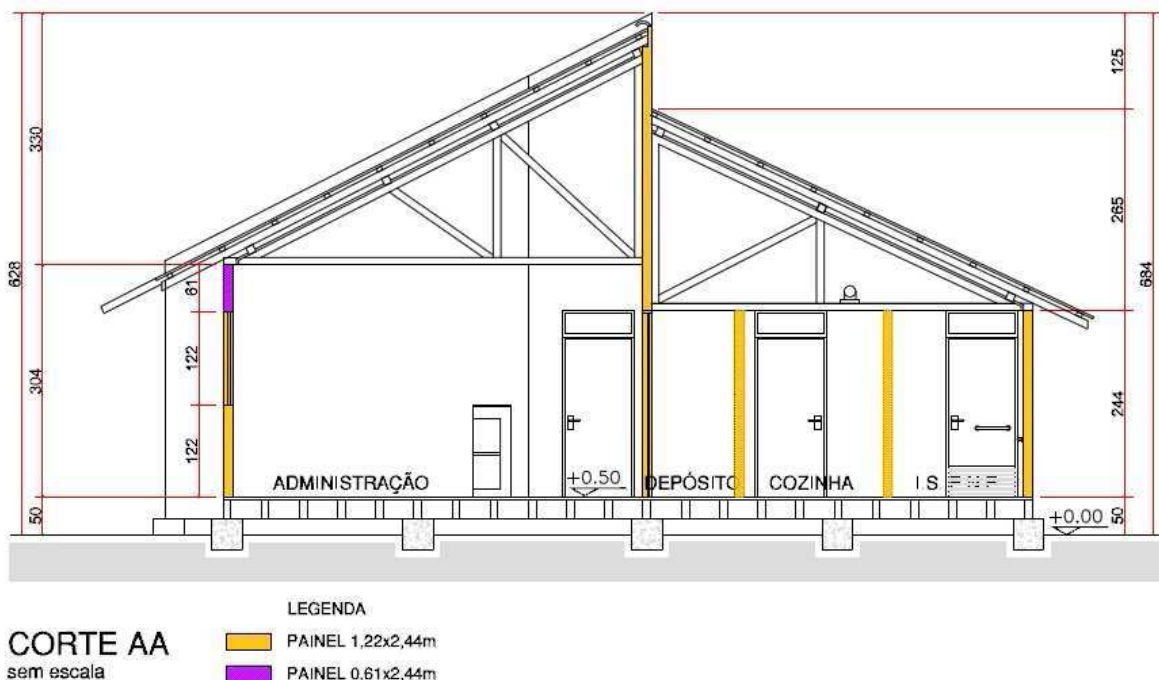 125
330
265
628
684
61
122
304
244
122
ADMINISTRAÇÃO
+0.50
DEPÓSITO
COZINHA
I.S.
50
+0.00
50
LEGENDA
CORTE AA
sem escala
PAINEL 1,22x2,44m
PAINEL 0,61x2,44m